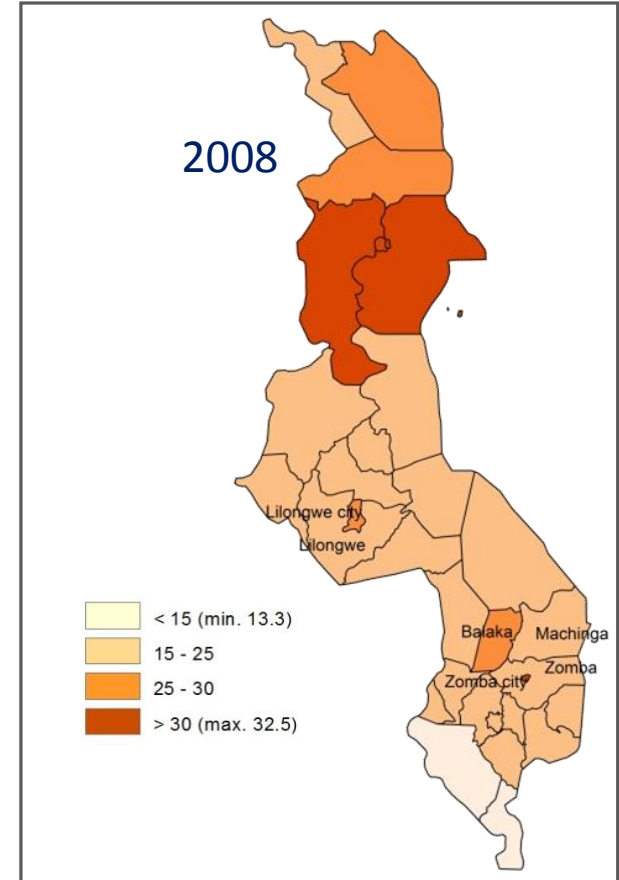 2008
Lilongwe city
Lilongwe
< 15 (min. 13.3)
15 - 25
25 - 30
> 30 (max. 32.5)
Balaka
Machinga
Zomba
Zomba city